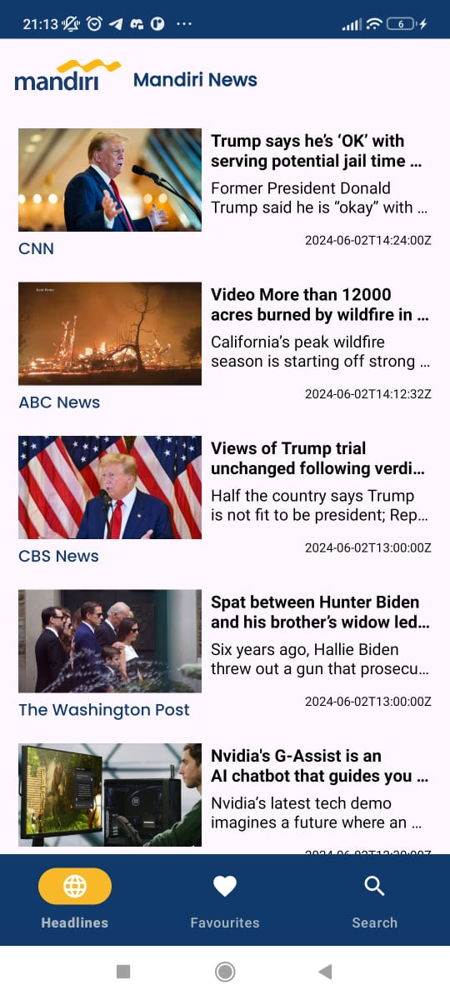 21:13
6
mandiri
Mandiri News
Trump says he’s ‘OK’ with
serving potential jail time ...
Former President Donald
Trump said he is “okay” with ...
2024-06-02T14:24:00Z
CNN
Video More than 12000
acres burned by wildfire in ...
California’s peak wildfire
season is starting off strong ...
2024-06-02T14:12:32Z
ABC News
Views of Trump trial
unchanged following verdi...
Half the country says Trump
is not fit to be president; Rep...
2024-06-02T13:00:00Z
CBS News
Spat between Hunter Biden
and his brother’s widow led...
Six years ago, Hallie Biden
threw out a gun that prosecu...
2024-06-02T13:00:00Z
The Washington Post
Nvidia's G-Assist is an
AI chatbot that guides you ...
Nvidia’s latest tech demo
imagines a future where an ...
Headlines
Favourites
Search